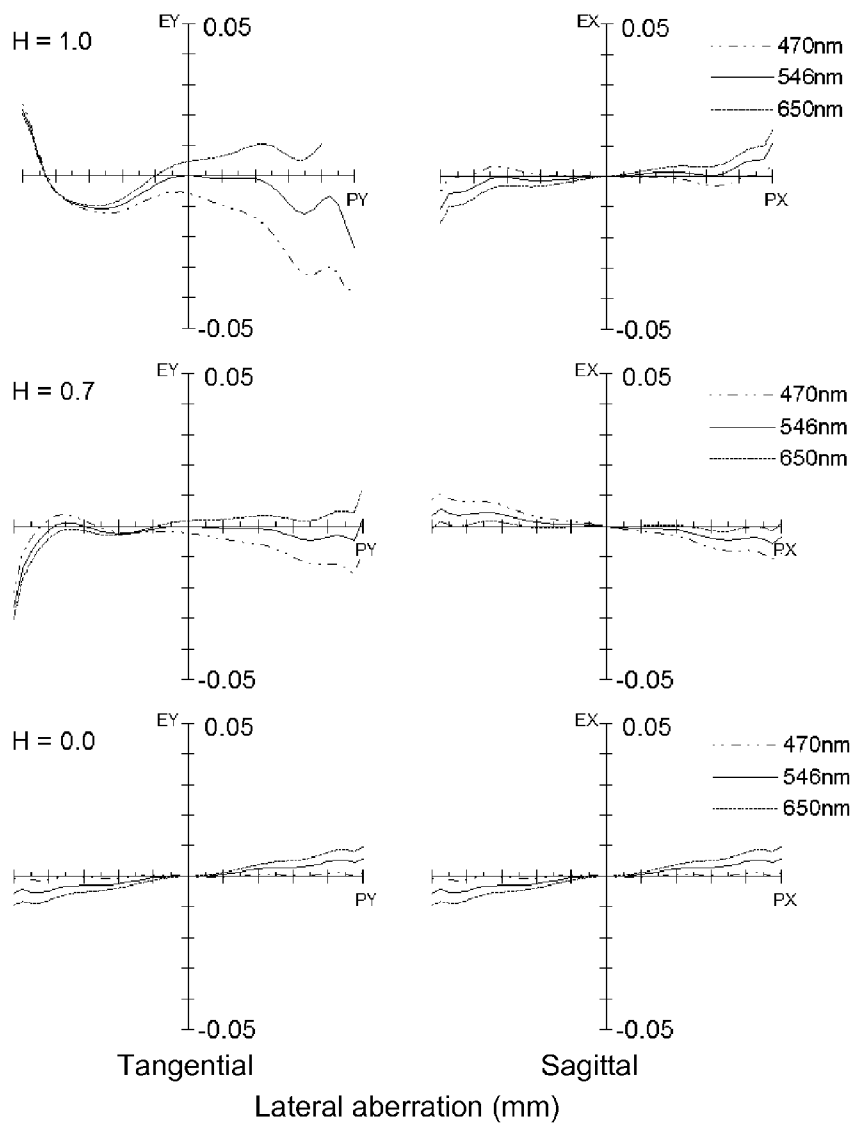 H = 1.0
EY
0.05
PY
-0.05
EX
0.05
470nm
546nm
650nm
PX
-0.05
H = 0.7
EY
0.05
PY
-0.05
EX
0.05
470nm
546nm
650nm
PX
-0.05
H = 0.0
EY
0.05
PY
-0.05
EX
0.05
470nm
546nm
650nm
PX
-0.05
Tangential
Sagittal
Lateral aberration (mm)